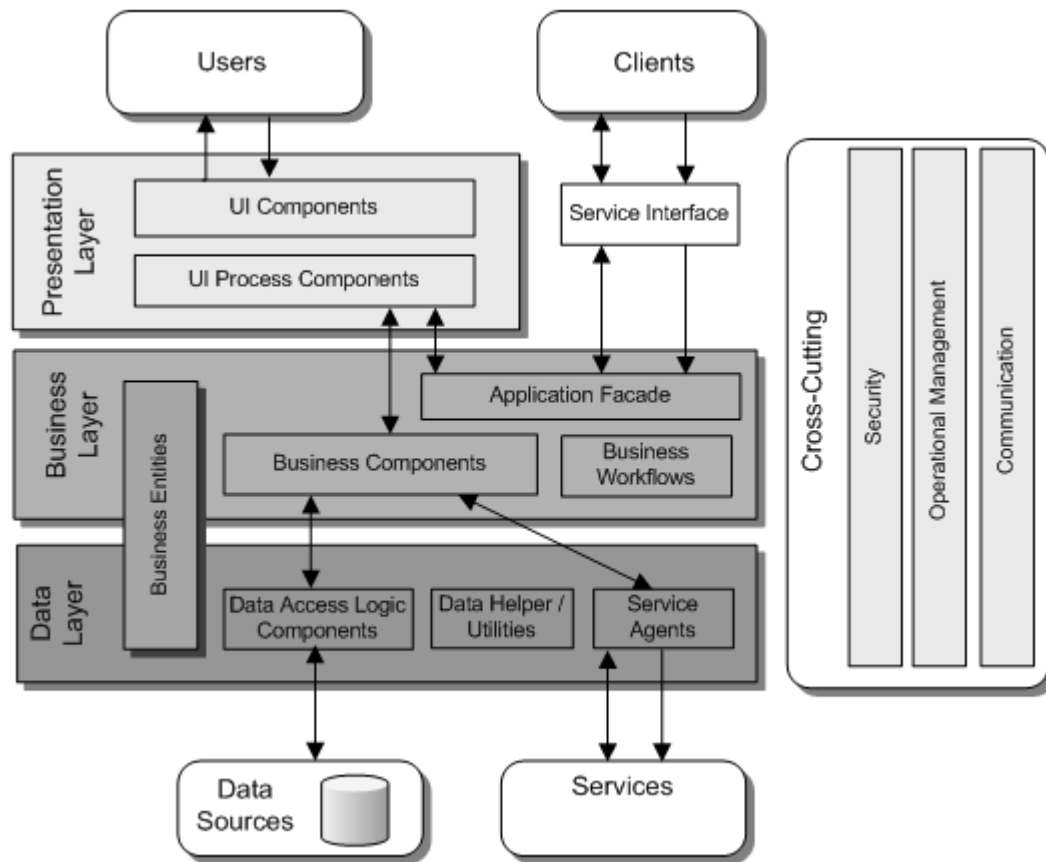 Users
Clients
Presentation
Layer
UI Components
UI Process Components
Service Interface
Business
Layer
Application Facade
Business Components
Business
Workflows
Business Entities
Data
Layer
Data Access Logic
Components
Data Helper /
Utilities
Service
Agents
Data
Sources
Services
Cross-Cutting
Security
Operational Management
Communication